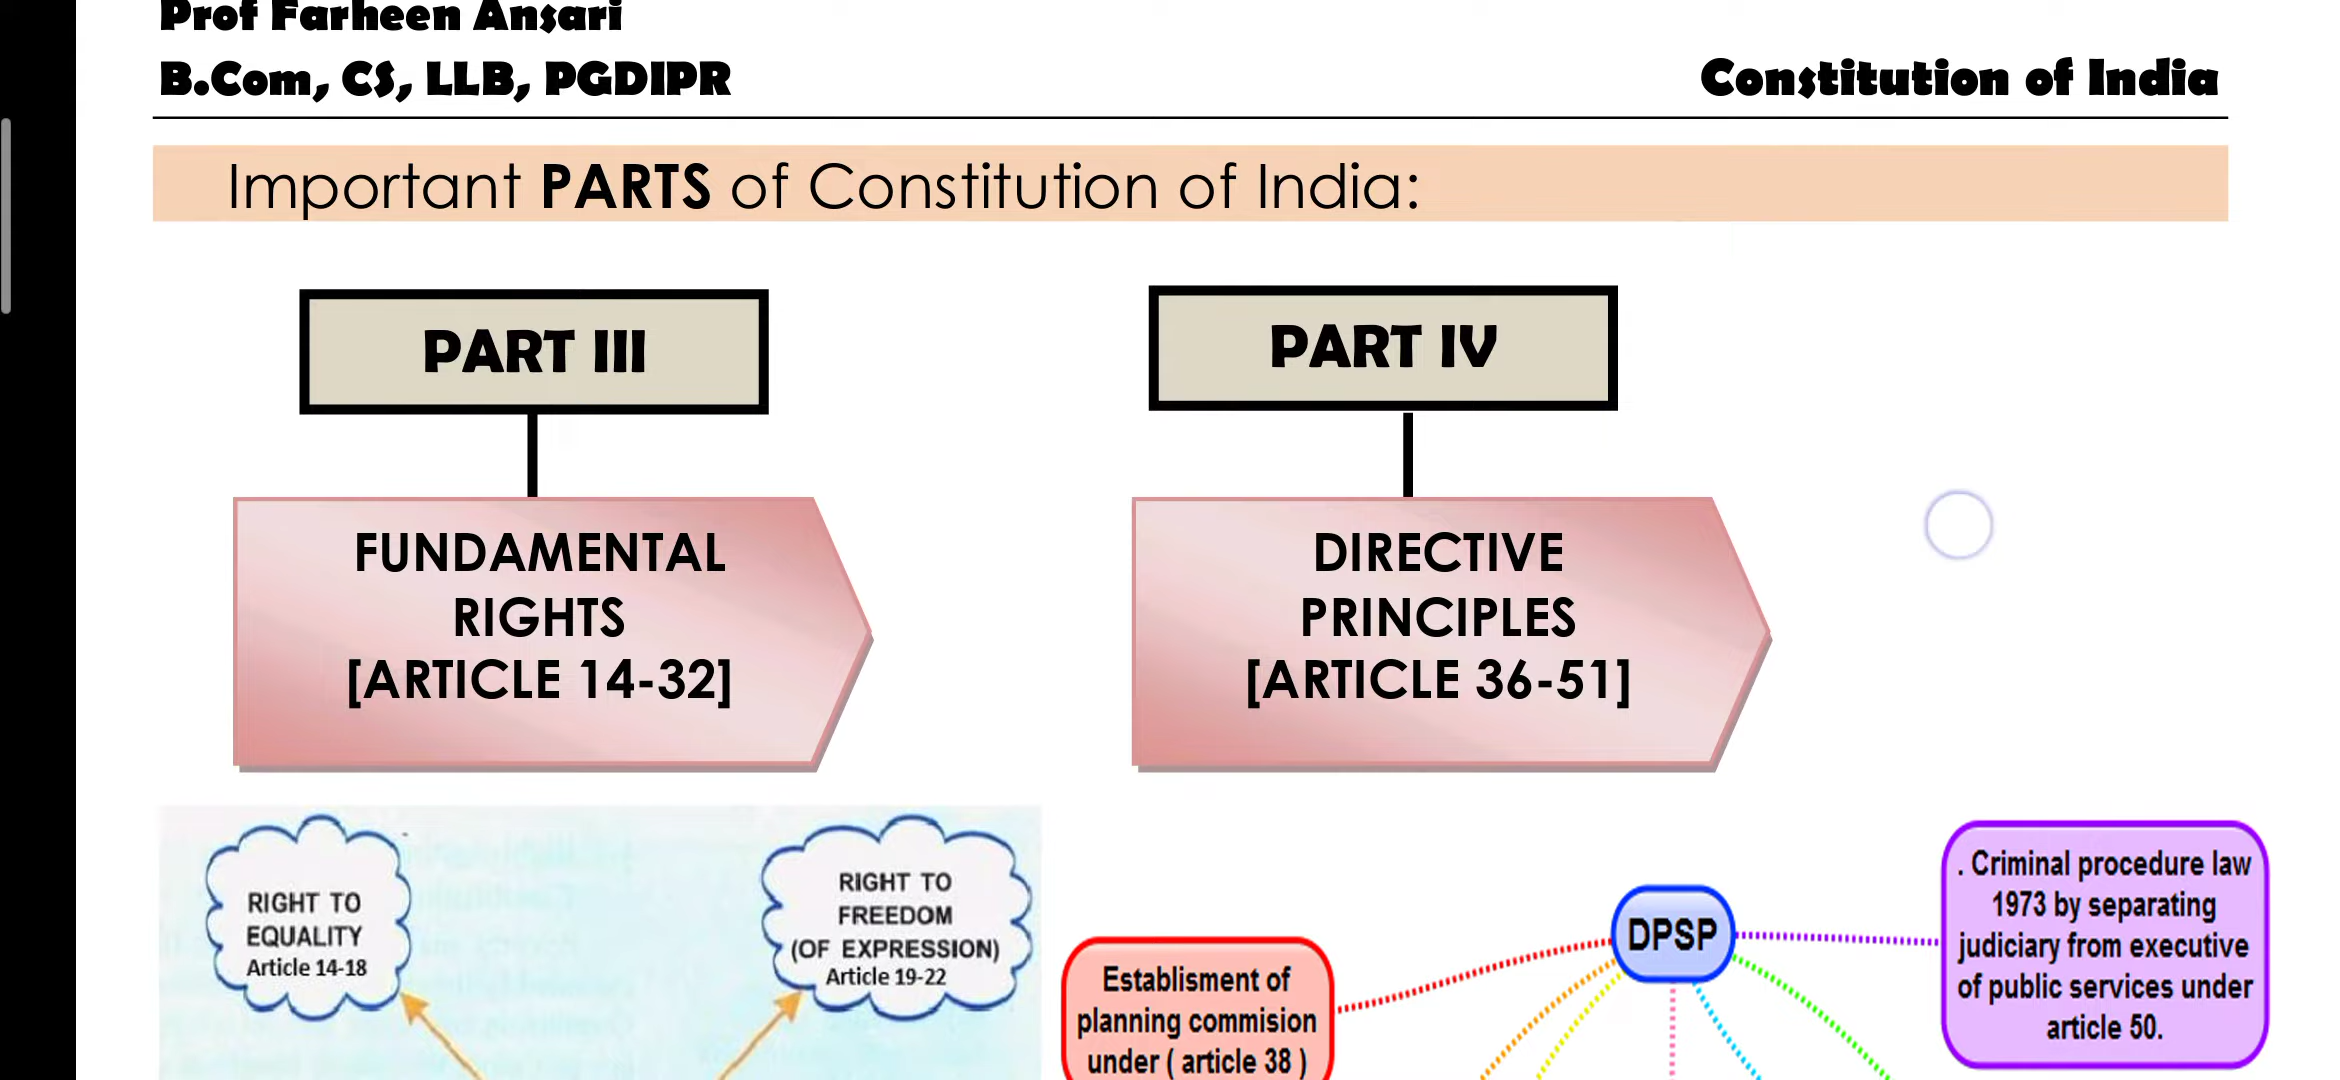 Prof Farheen Ansari
B.Com, CS, LLB, PGDIPR
Constitution of India
Important PARTS of Constitution of India:
PART III
PART IV
FUNDAMENTAL
RIGHTS
[ARTICLE 14-32]
DIRECTIVE
PRINCIPLES
[ARTICLE 36-51]
RIGHT TO
EQUALITY
Article 14-18
RIGHT TO
FREEDOM
(OF EXPRESSION)
Article 19-22
Establisment of
planning commision
under ( article 38 )
DPSP
. Criminal procedure law
1973 by separating
judiciary from executive
of public services under
article 50.